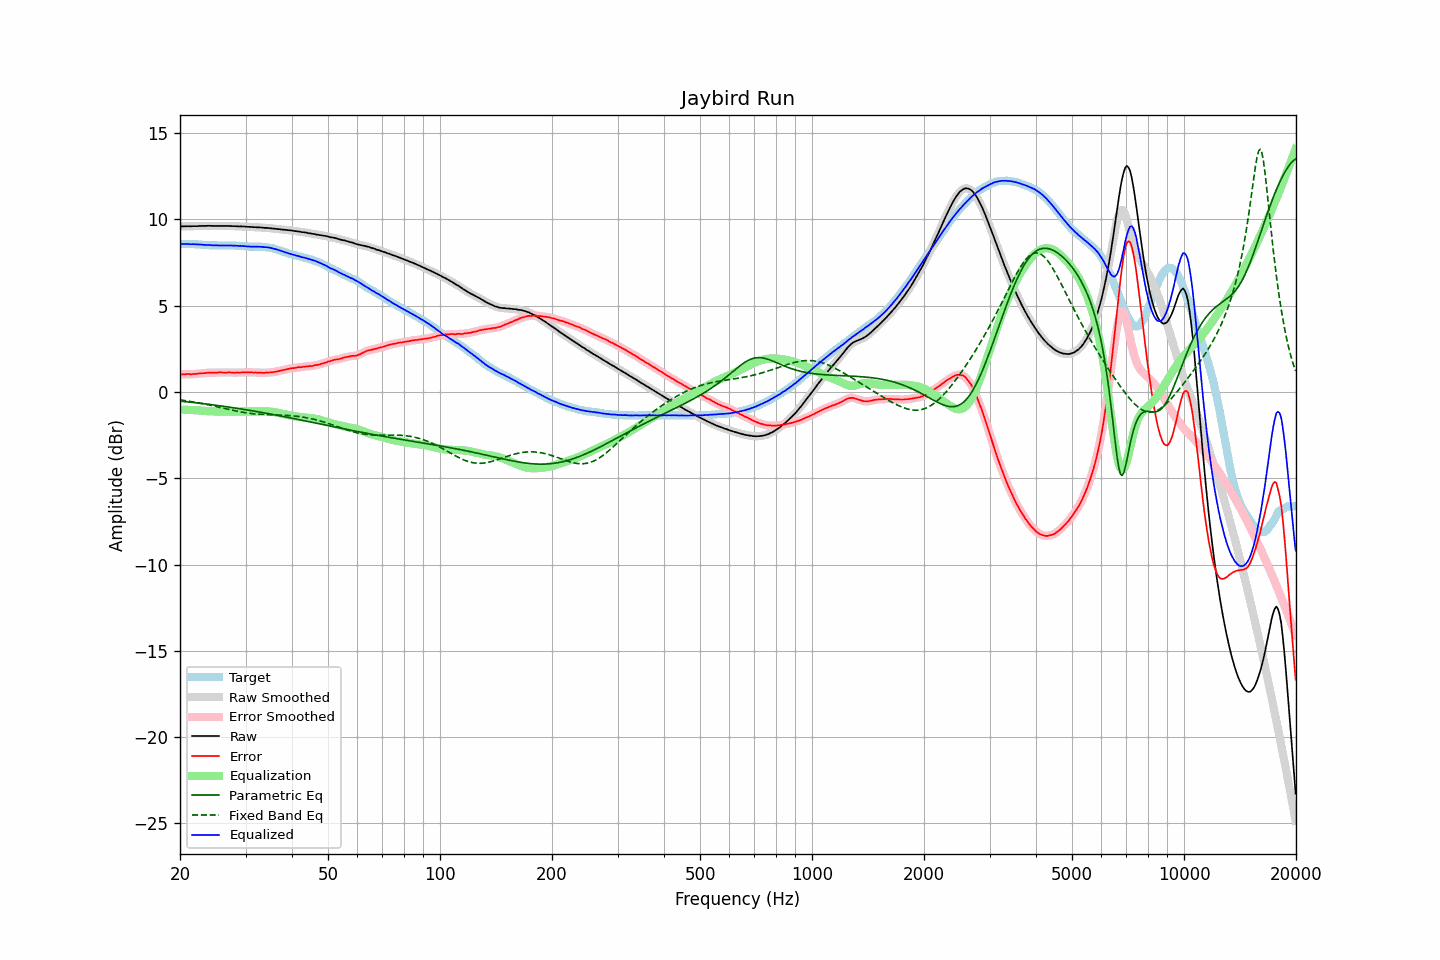 Jaybird Run
Amplitude (dBr)
15
10
5
0
−5
−10
−15
−20
−25
Target
Raw Smoothed
Error Smoothed
Raw
Error
Equalization
Parametric Eq
Fixed Band Eq
Equalized
20 50 100 200 500 1000 2000 5000 10000 20000
Frequency (Hz)